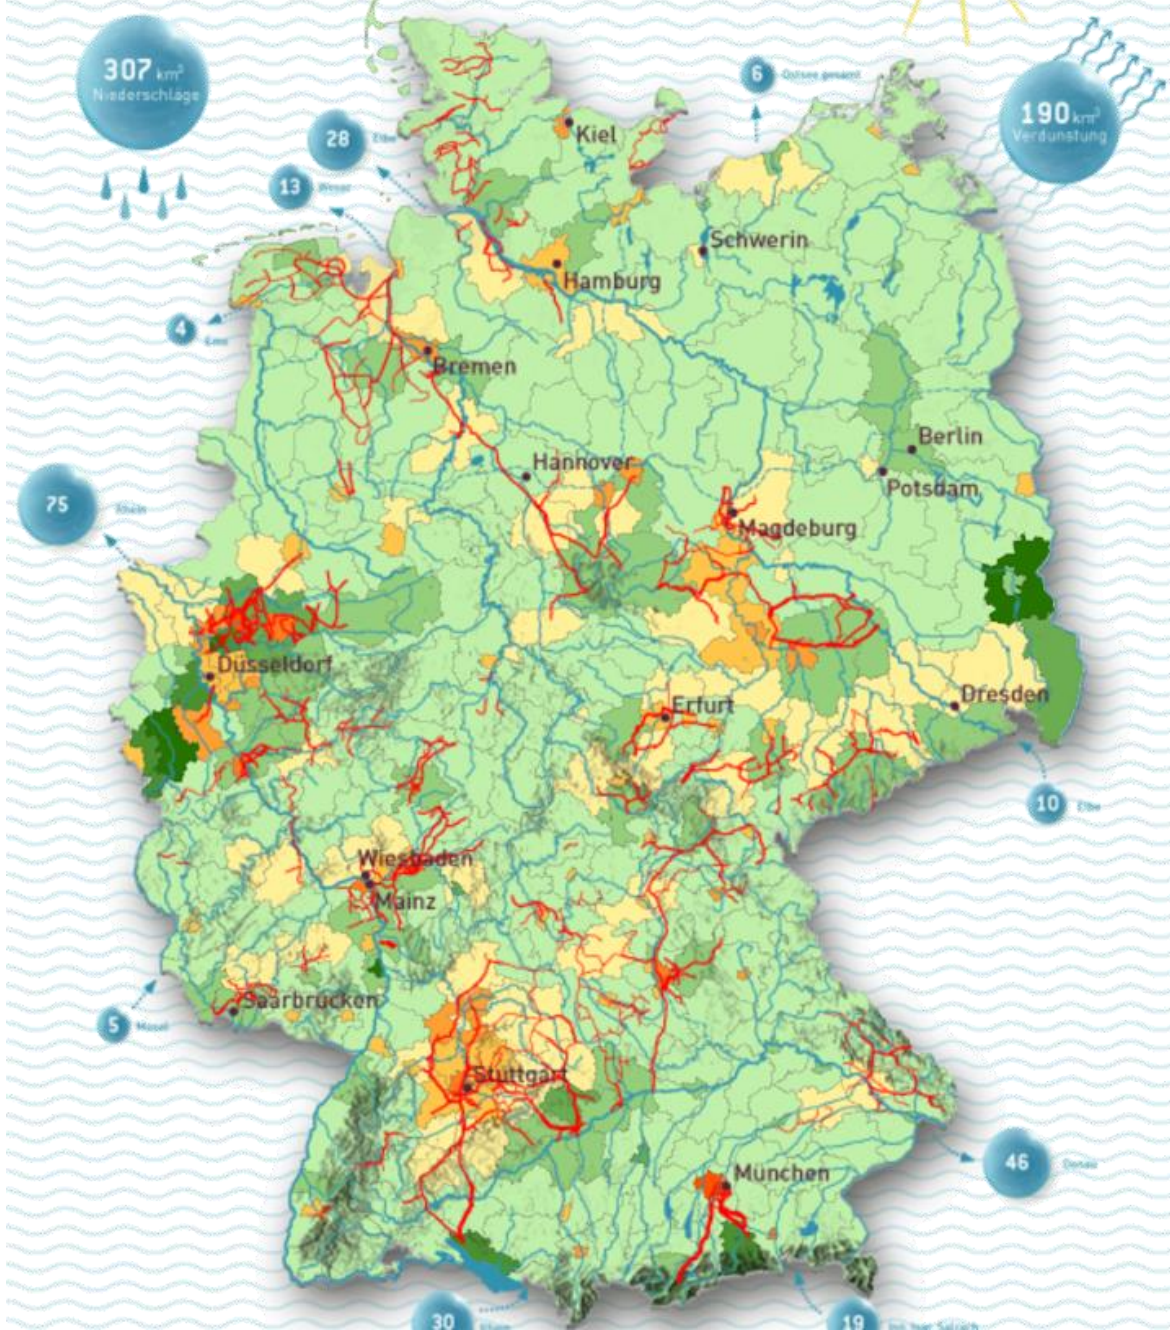 307 km³
Niederschläge
6
Ostsee gesamt
190 km³
Verdunstung
28
Elbe
Kiel
13
Weser
Schwerin
Hamburg
4
Ems
Bremen
Berlin
Hannover
Potsdam
75
Rhein
Magdeburg
Düsseldorf
Erfurt
Dresden
10
Elbe
Wiesbaden
Mainz
Saarbrücken
5
Mosel
Stuttgart
46
Donau
München
30
Rhein
19
Inn
Salzach